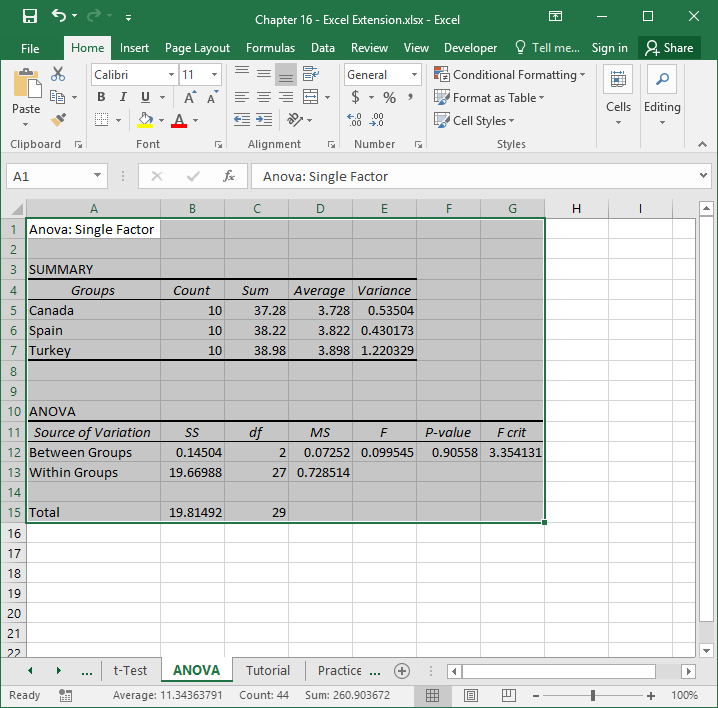 Chapter 16 - Excel Extension.xlsx - Excel
File Home Insert Page Layout Formulas Data Review View Developer Tell me... Sign in Share
Paste
Calibri 11
B I U A A
A
General
$ % ,
.0 .00 .00 .0
Conditional Formatting
Format as Table
Cell Styles
Cells
Editing
Clipboard Font Alignment Number Styles
A1 fx Anova: Single Factor
A B C D E F G H I
1 Anova: Single Factor
2
3 SUMMARY
4 Groups Count Sum Average Variance
5 Canada 10 37.28 3.728 0.53504
6 Spain 10 38.22 3.822 0.430173
7 Turkey 10 38.98 3.898 1.220329
8
9
10 ANOVA
11 Source of Variation SS df MS F P-value F crit
12 Between Groups 0.14504 2 0.07252 0.099545 0.90558 3.354131
13 Within Groups 19.66988 27 0.728514
14
15 Total 19.81492 29
16
17
18
19
20
21
22
... t-Test ANOVA Tutorial Practice ...
Ready Average: 11.34363791 Count: 44 Sum: 260.903672 100%